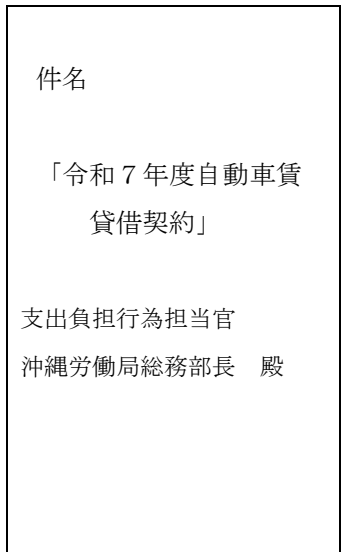 件名
「令和７年度自動車賃
貸借契約」
支出負担行為担当官
沖縄労働局総務部長　殿